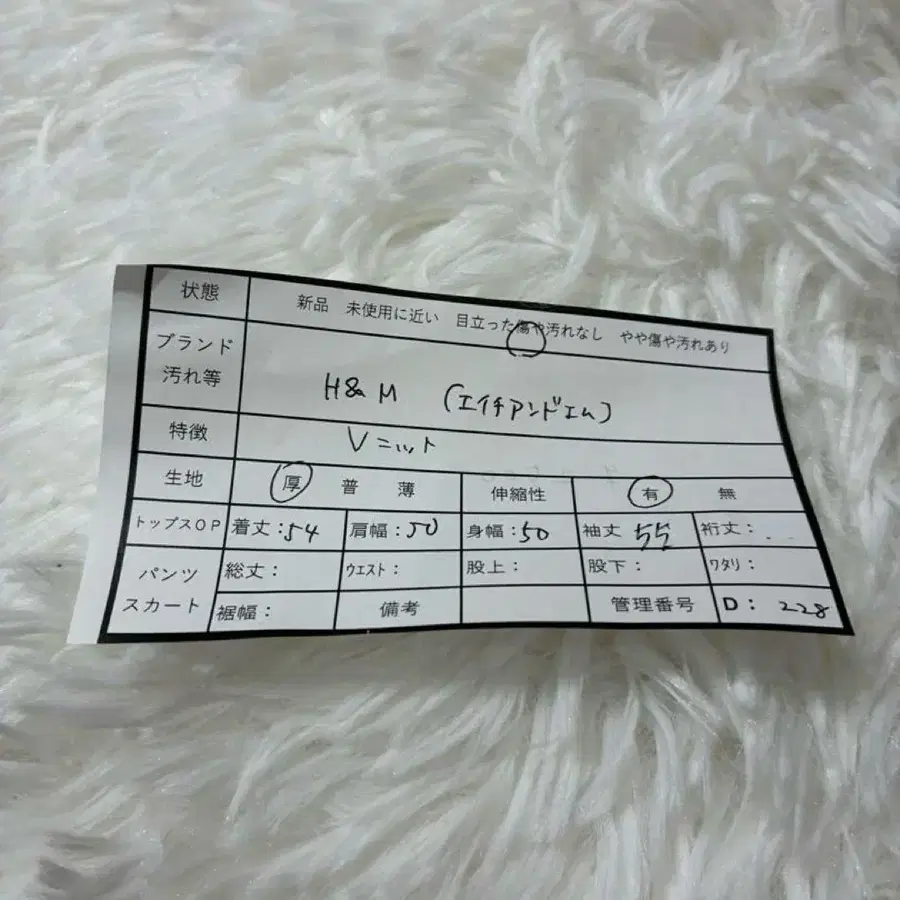 状態 新品 未使用に近い 目立った傷や汚れなし やや傷や汚れあり
ブランド
汚れ等 H&M (エイチアンドエム)
特徴 Vニット
生地 厚 普 薄 伸縮性 有 無
トップスOP 着丈:54 肩幅:50 身幅:50 袖丈 55 裄丈:
パンツ 総丈: ウエスト: 股上: 股下: ワタリ:
スカート 裾幅: 備考 管理番号 D: 228